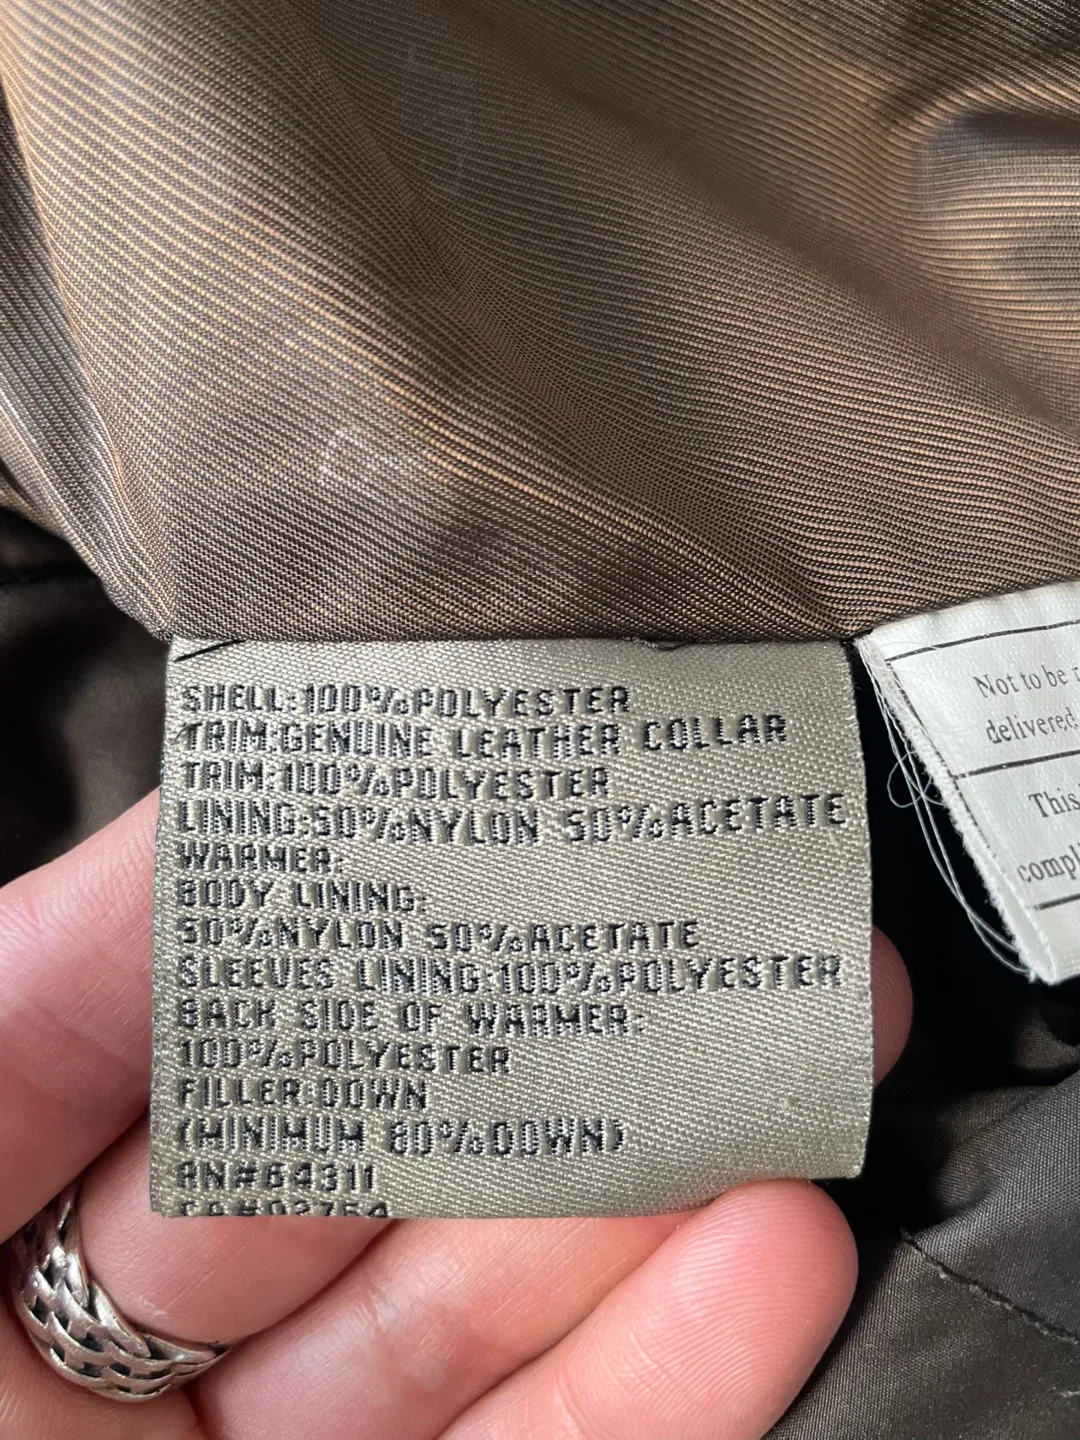 SHELL:100%POLYESTER
TRIM:GENUINE LEATHER COLLAR
TRIM:100%POLYESTER
LINING:50%NYLON 50%ACETATE
WARMER:
BODY LINING:
50%NYLON 50%ACETATE
SLEEVES LINING:100%POLYESTER
BACK SIDE OF WARMER:
100%POLYESTER
FILLER:DOWN
(MINIMUM 80%DOWN)
RN#64311
CA#02754
Not to be
delivered
This